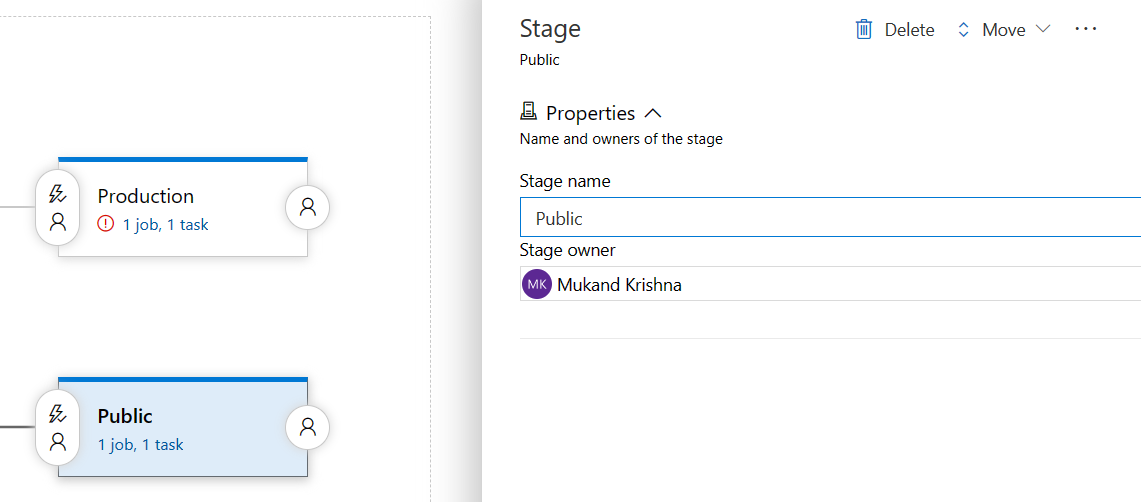 Production
1 job, 1 task
Public
1 job, 1 task
Stage
Delete
Move
Public
Properties
Name and owners of the stage
Stage name
Public
Stage owner
MK Mukand Krishna